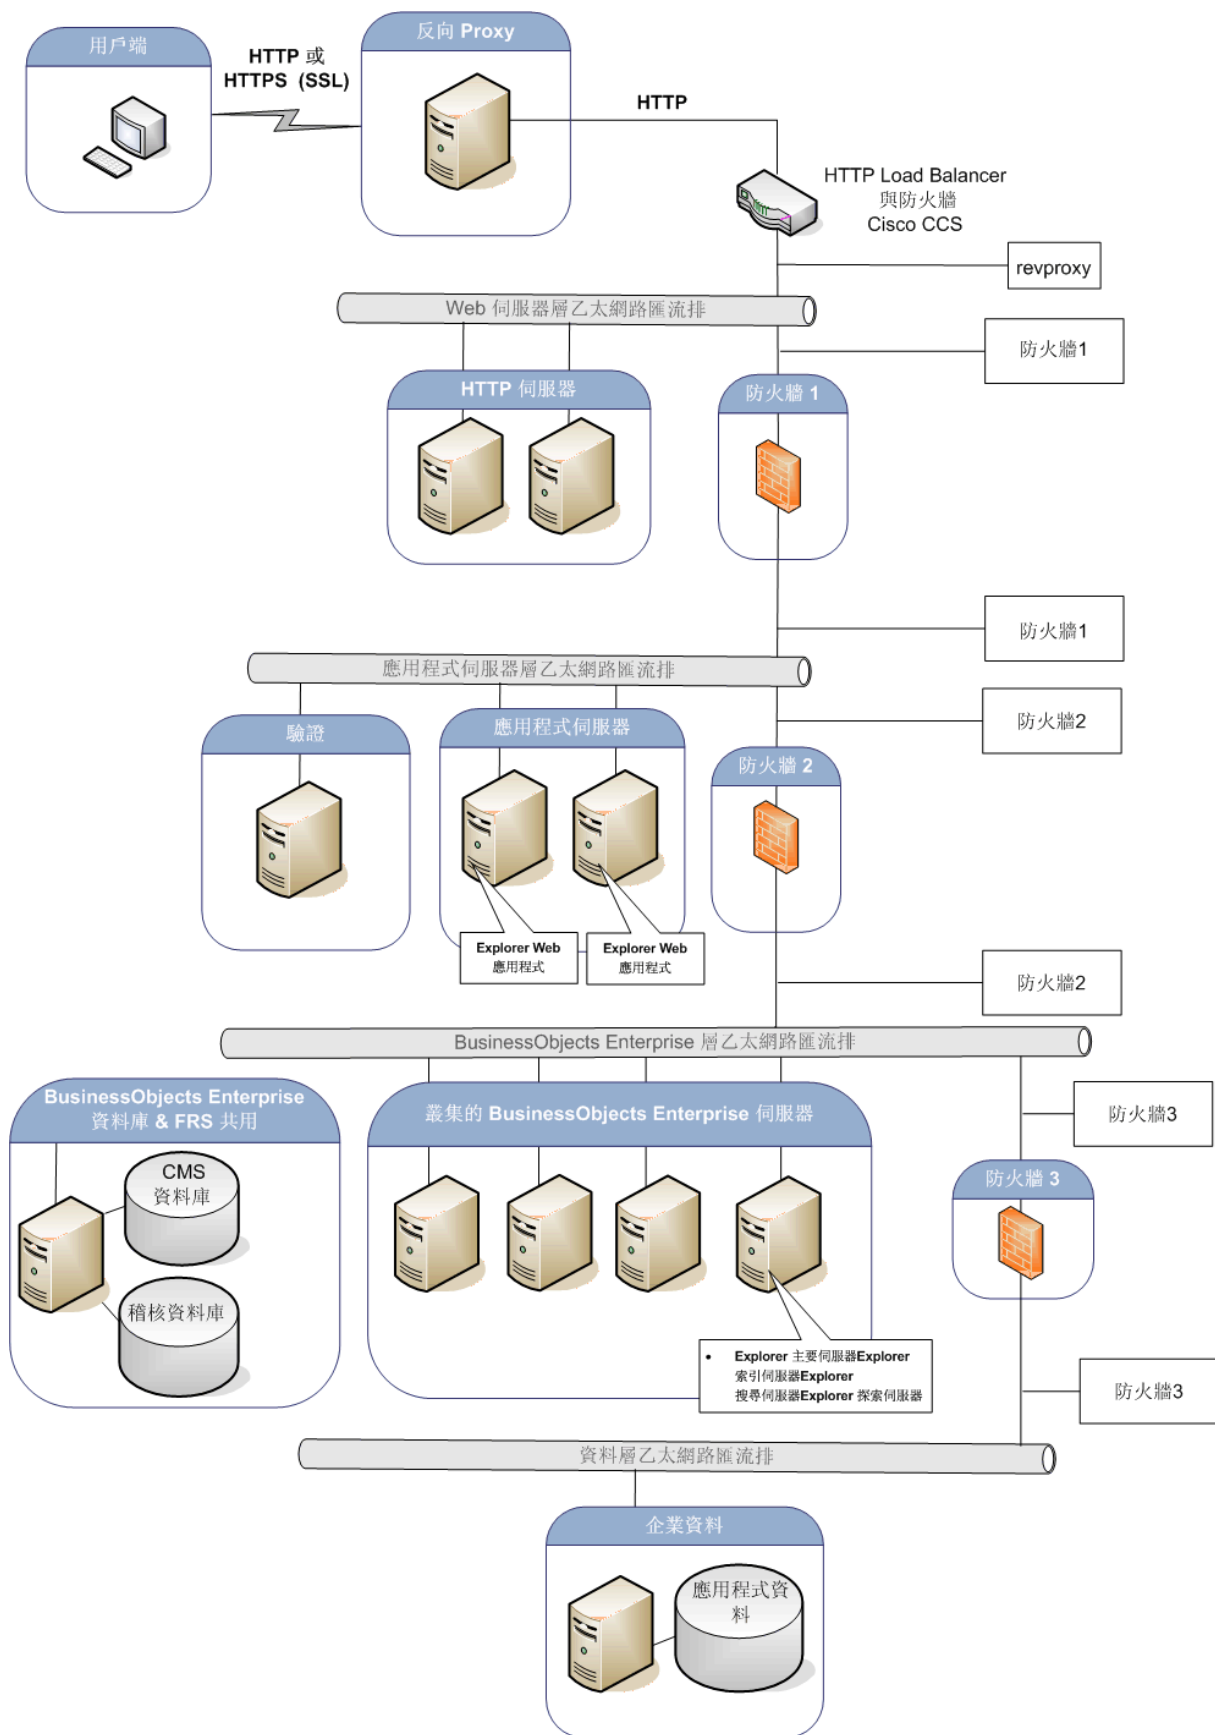 用戶端
HTTP 或
HTTPS (SSL)
反向 Proxy
HTTP
HTTP Load Balancer
與防火牆
Cisco CCS
revproxy
Web 伺服器層乙太網路匯流排
防火牆1
HTTP 伺服器
防火牆 1
防火牆1
應用程式伺服器層乙太網路匯流排
防火牆2
驗證
應用程式伺服器
防火牆 2
Explorer Web
應用程式
Explorer Web
應用程式
防火牆2
BusinessObjects Enterprise 層乙太網路匯流排
BusinessObjects Enterprise
資料庫 & FRS 共用
叢集的 BusinessObjects Enterprise 伺服器
防火牆3
CMS
資料庫
防火牆 3
稽核資料庫
• Explorer 主要伺服器Explorer
索引伺服器Explorer
搜尋伺服器Explorer 探索伺服器
防火牆3
資料層乙太網路匯流排
企業資料
應用程式資
料